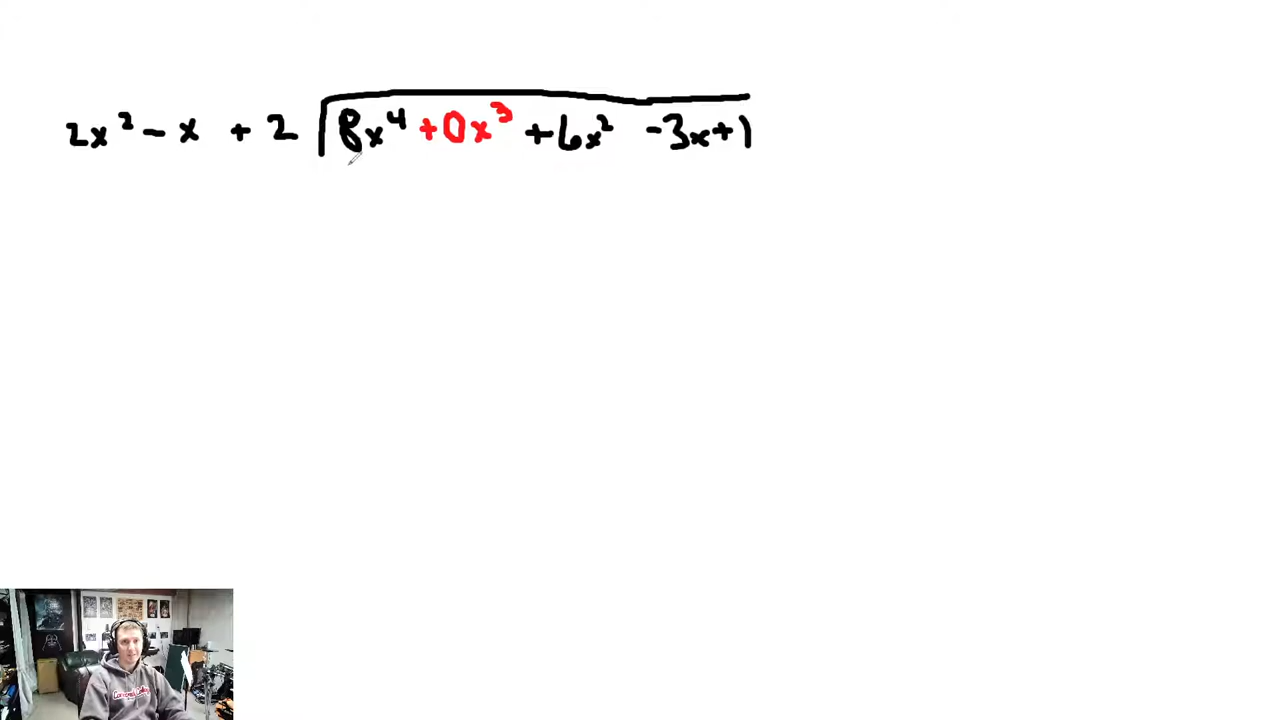 2x² - x + 2 | 8x⁴ + 0x³ + 6x² - 3x + 1